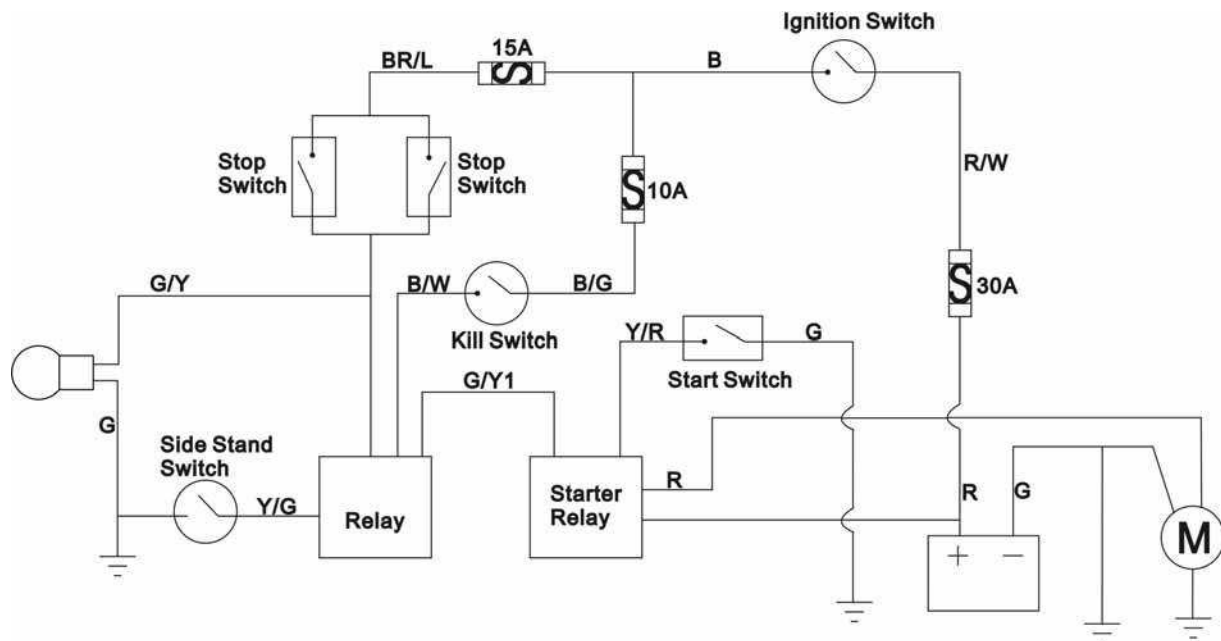 Ignition Switch
15A
BR/L
B
Stop
Switch
Stop
Switch
S
10A
R/W
G/Y
B/W
B/G
S
30A
Kill Switch
Y/R
G
Start Switch
G/Y1
G
Side Stand
Switch
Y/G
Relay
Starter
Relay
R
R
G
+
−
M
S